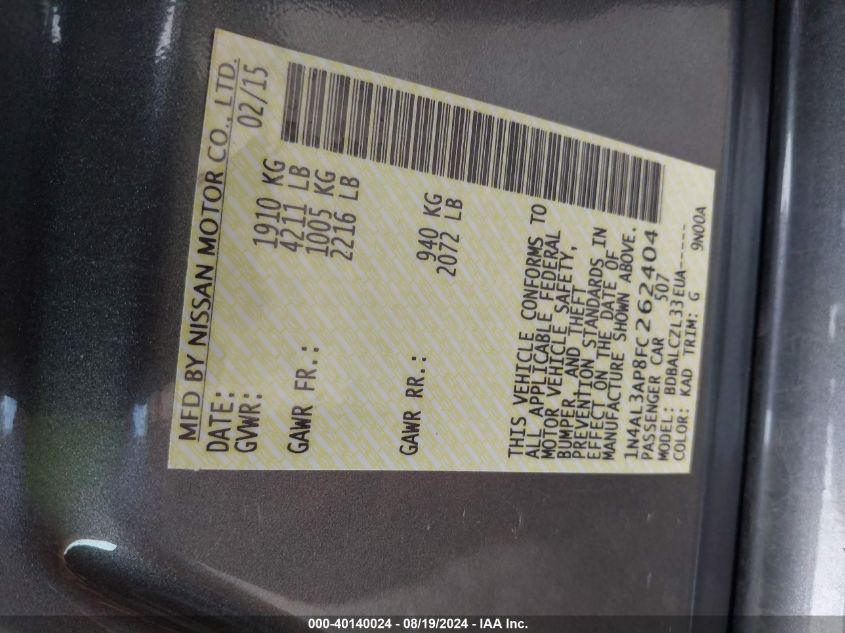 MFD BY NISSAN MOTOR CO., LTD.
DATE: 02/15
GVWR: 1910 KG
4211 LB
GAWR FR.: 1005 KG
2216 LB
GAWR RR.: 940 KG
2072 LB
THIS VEHICLE CONFORMS TO
ALL APPLICABLE FEDERAL
MOTOR VEHICLE SAFETY,
BUMPER, AND THEFT
PREVENTION STANDARDS IN
EFFECT ON THE DATE OF
MANUFACTURE SHOWN ABOVE.
1N4AL3AP8FC262404
PASSENGER CAR 507
MODEL: BDBALCZL33EUA-----
COLOR: KAD TRIM: G 9N00A
000-40140024 - 08/19/2024 - IAA Inc.